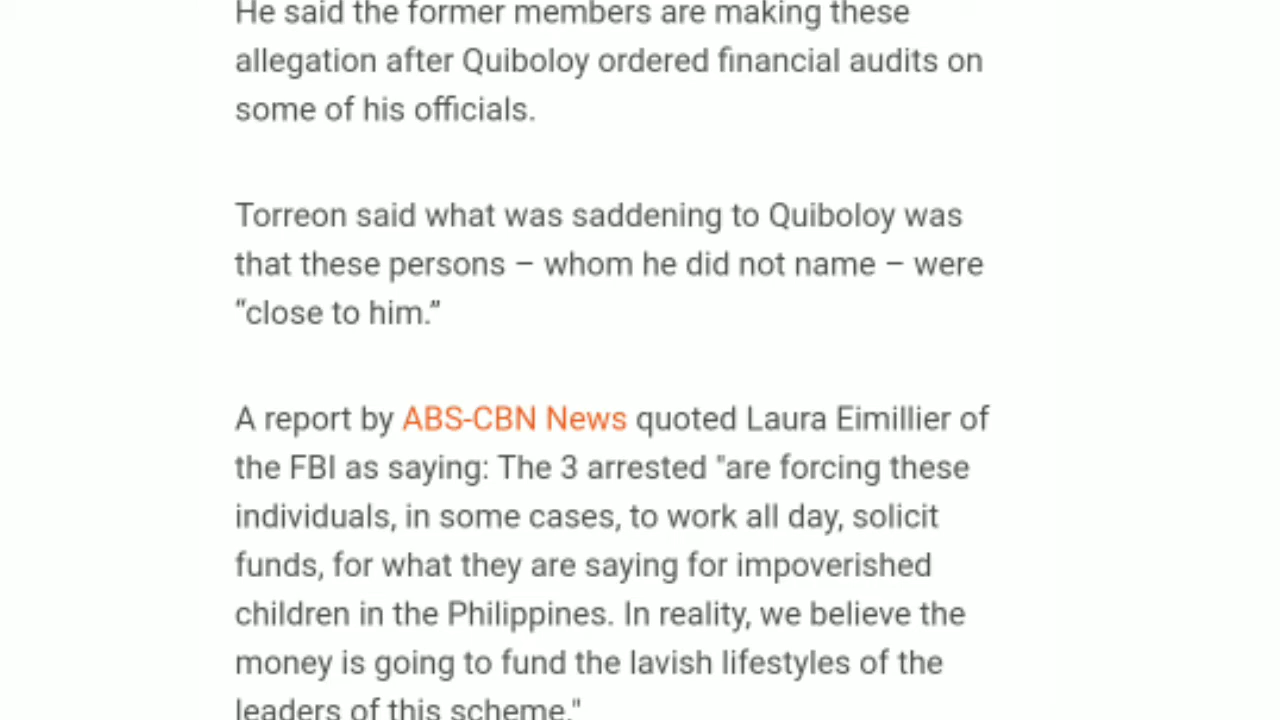 He said the former members are making these
allegation after Quiboloy ordered financial audits on
some of his officials.
Torreon said what was saddening to Quiboloy was
that these persons – whom he did not name – were
“close to him.”
A report by ABS-CBN News quoted Laura Eimillier of
the FBI as saying: The 3 arrested "are forcing these
individuals, in some cases, to work all day, solicit
funds, for what they are saying for impoverished
children in the Philippines. In reality, we believe the
money is going to fund the lavish lifestyles of the
leaders of this scheme."